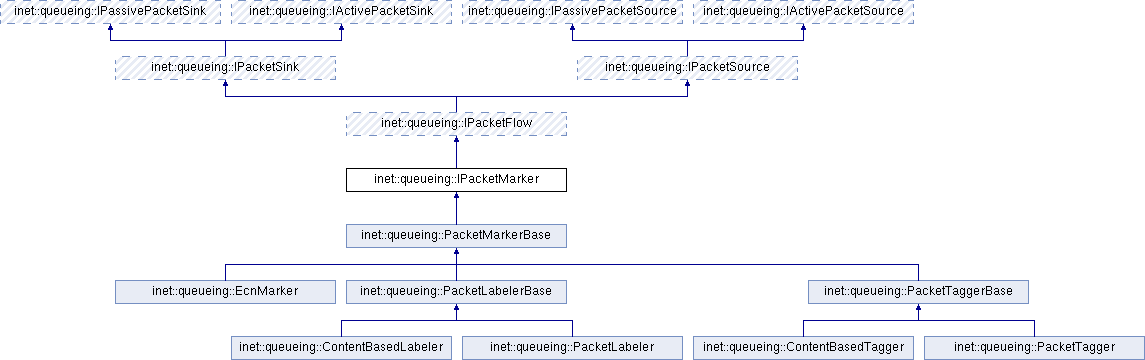 inet::queueing::IPassivePacketSink
inet::queueing::IActivePacketSink
inet::queueing::IPassivePacketSource
inet::queueing::IActivePacketSource
inet::queueing::IPacketSink
inet::queueing::IPacketSource
inet::queueing::IPacketFlow
inet::queueing::IPacketMarker
inet::queueing::PacketMarkerBase
inet::queueing::EcnMarker
inet::queueing::PacketLabelerBase
inet::queueing::PacketTaggerBase
inet::queueing::ContentBasedLabeler
inet::queueing::PacketLabeler
inet::queueing::ContentBasedTagger
inet::queueing::PacketTagger